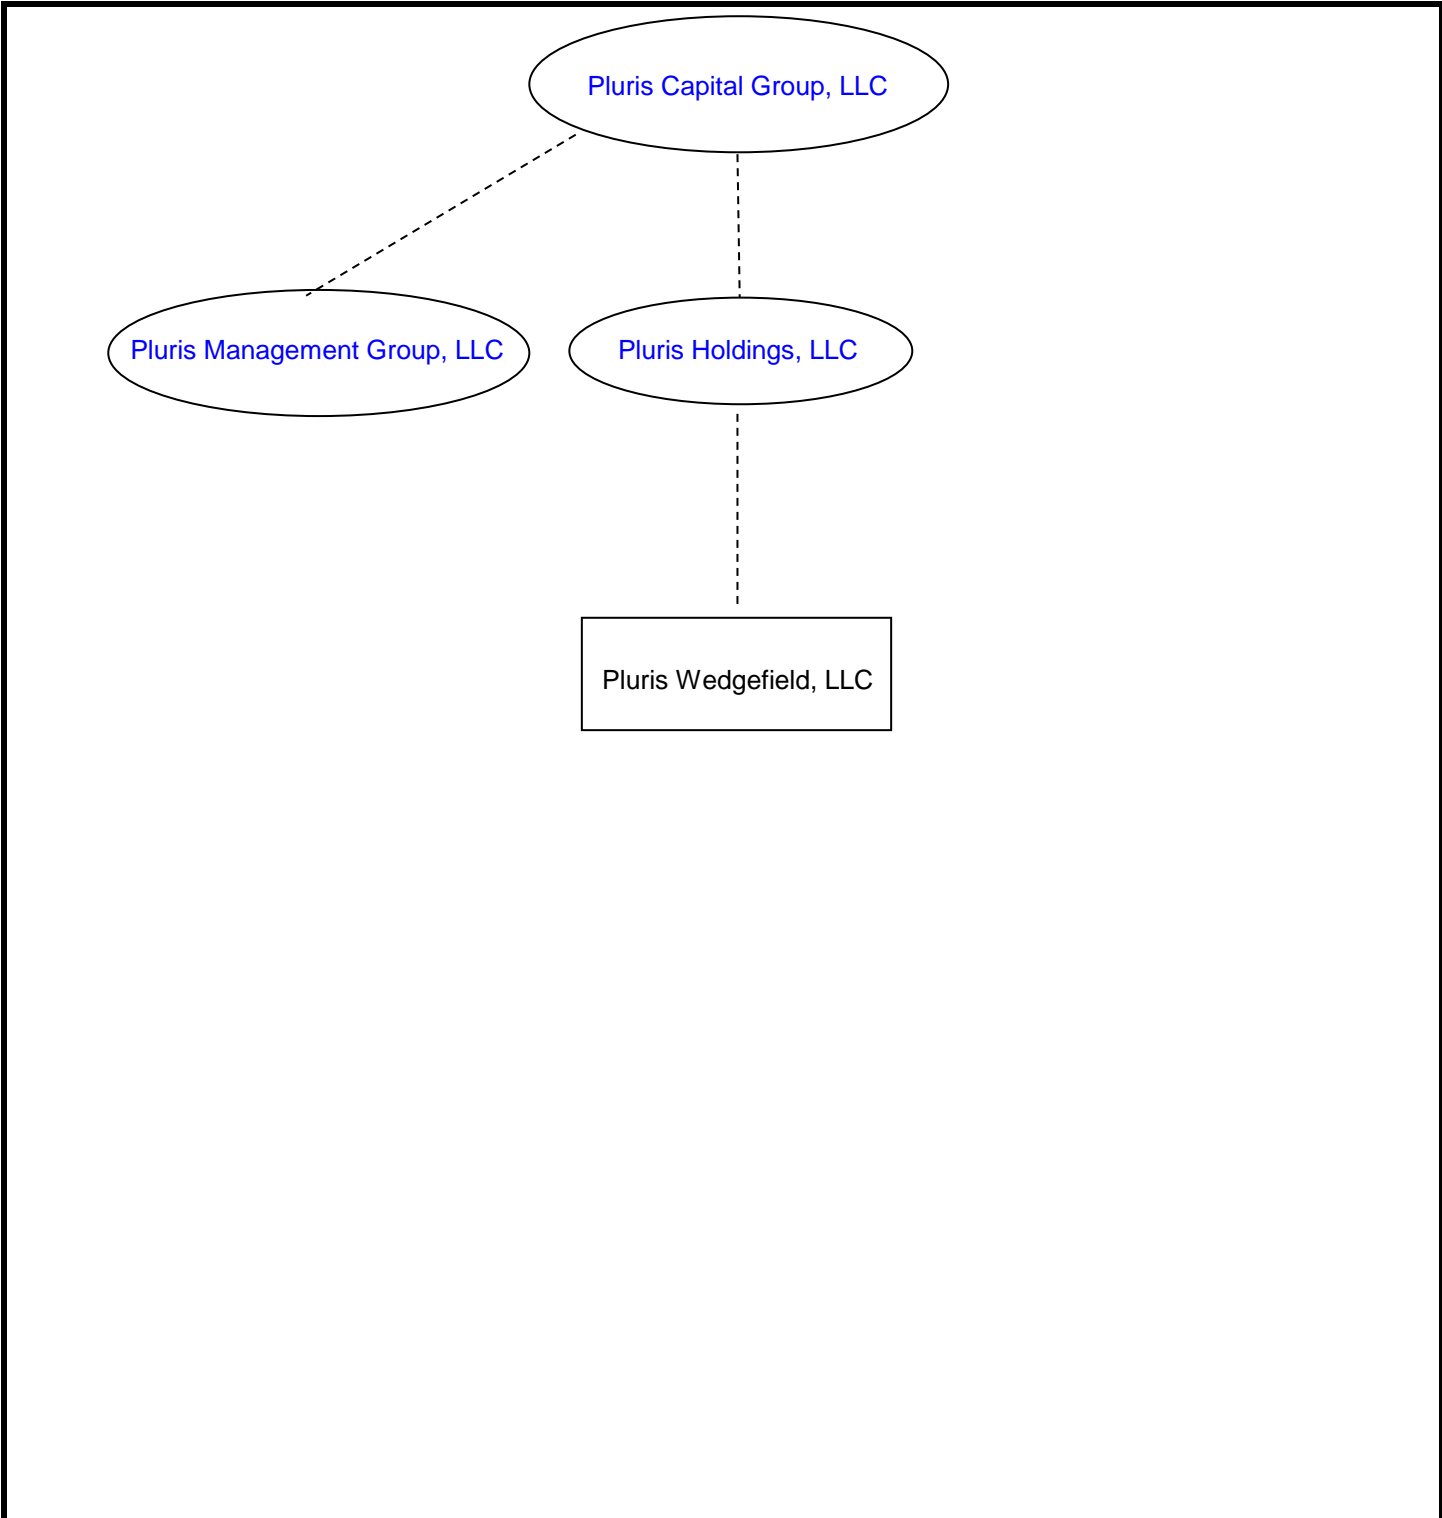 Pluris Capital Group, LLC
Pluris Management Group, LLC
Pluris Holdings, LLC
Pluris Wedgefield, LLC